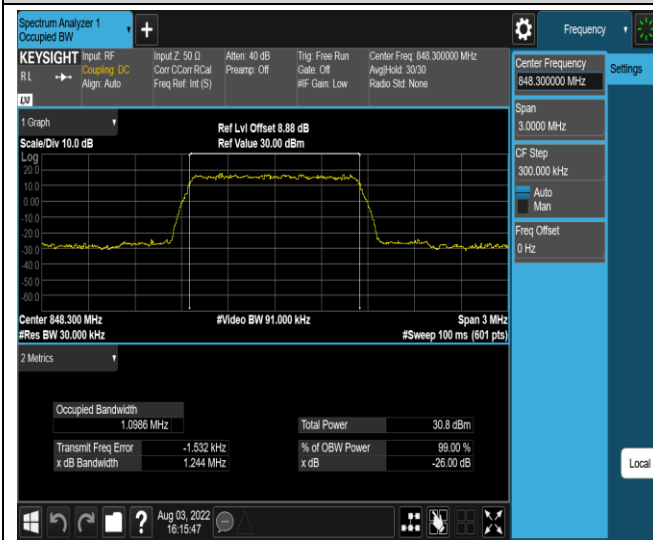 Spectrum Analyzer 1
Occupied BW
+
Frequency
KEYSIGHT
Input: RF
Coupling: DC
Align: Auto
Input Z: 50 Ω
Corr CCorr RCal
Freq Ref: Int (S)
Atten: 40 dB
Preamp: Off
Trig: Free Run
Gate: Off
#IF Gain: Low
Center Freq: 848.300000 MHz
Avg|Hold: 30/30
Radio Std: None
R L
LXI
Center Frequency
848.300000 MHz
Settings
Span
3.0000 MHz
CF Step
300.000 kHz
Auto
Man
Freq Offset
0 Hz
1 Graph
Scale/Div 10.0 dB
Ref Lvl Offset 8.88 dB
Ref Value 30.00 dBm
Log
20.0
10.0
0.00
-10.0
-20.0
-30.0
-40.0
-50.0
-60.0
Center 848.300 MHz
#Video BW 91.000 kHz
Span 3 MHz
#Res BW 30.000 kHz
#Sweep 100 ms (601 pts)
2 Metrics
Occupied Bandwidth
1.0986 MHz
Total Power 30.8 dBm
Transmit Freq Error -1.532 kHz
% of OBW Power 99.00 %
x dB Bandwidth 1.244 MHz
x dB -26.00 dB
Local
?
Aug 03, 2022
16:15:47